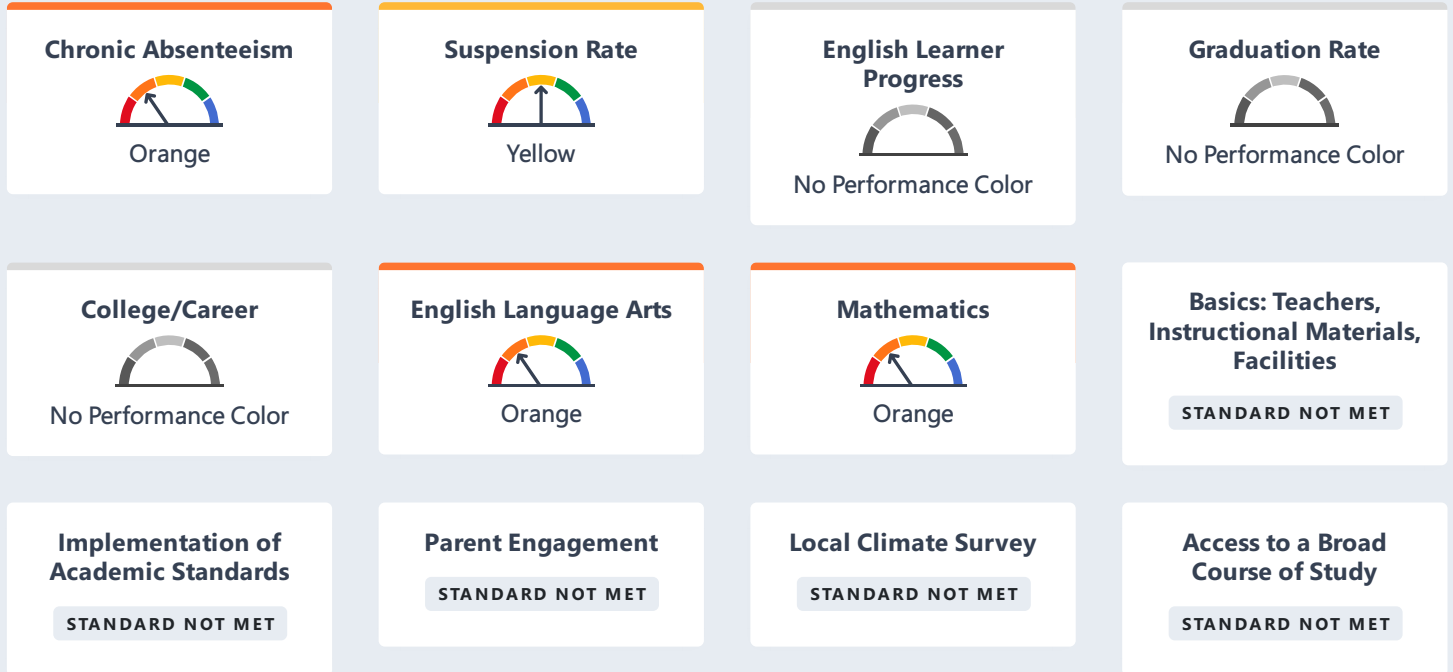 Chronic Absenteeism
Orange
Suspension Rate
Yellow
English Learner
Progress
No Performance Color
Graduation Rate
No Performance Color
College/Career
No Performance Color
English Language Arts
Orange
Mathematics
Orange
Basics: Teachers,
Instructional Materials,
Facilities
STANDARD NOT MET
Implementation of
Academic Standards
STANDARD NOT MET
Parent Engagement
STANDARD NOT MET
Local Climate Survey
STANDARD NOT MET
Access to a Broad
Course of Study
STANDARD NOT MET